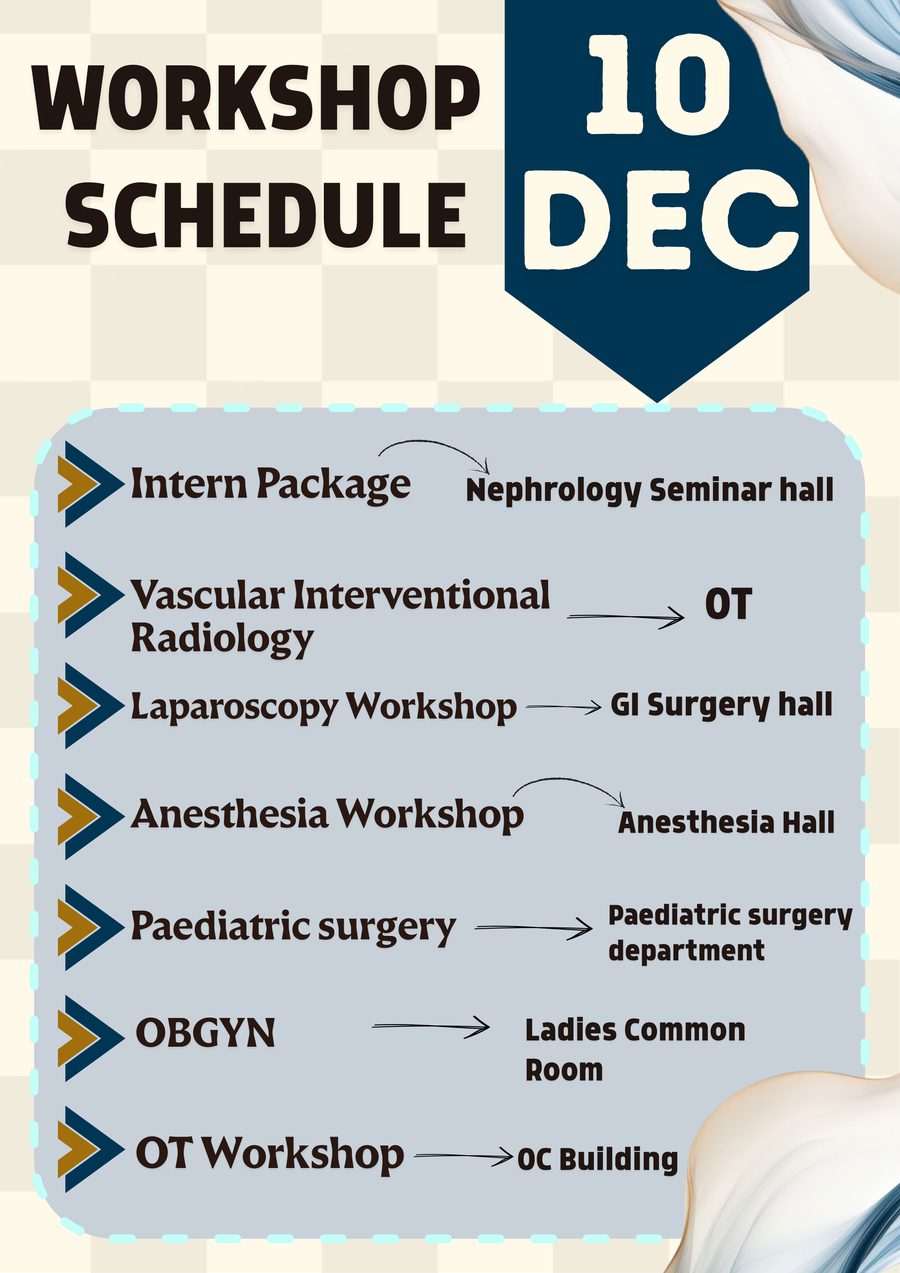 WORKSHOP
SCHEDULE
10
DEC
Intern Package
Nephrology Seminar hall
Vascular Interventional
Radiology
OT
Laparoscopy Workshop
GI Surgery hall
Anesthesia Workshop
Anesthesia Hall
Paediatric surgery
Paediatric surgery
department
OBGYN
Ladies Common
Room
OT Workshop
OC Building